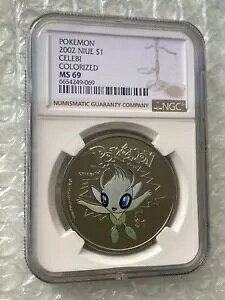 POKEMON
2002 NIUE $1
CELEBI
COLORIZED
MS 69
6654249-069
NUMISMATIC GUARANTY COMPANY
NGC
POKéMON